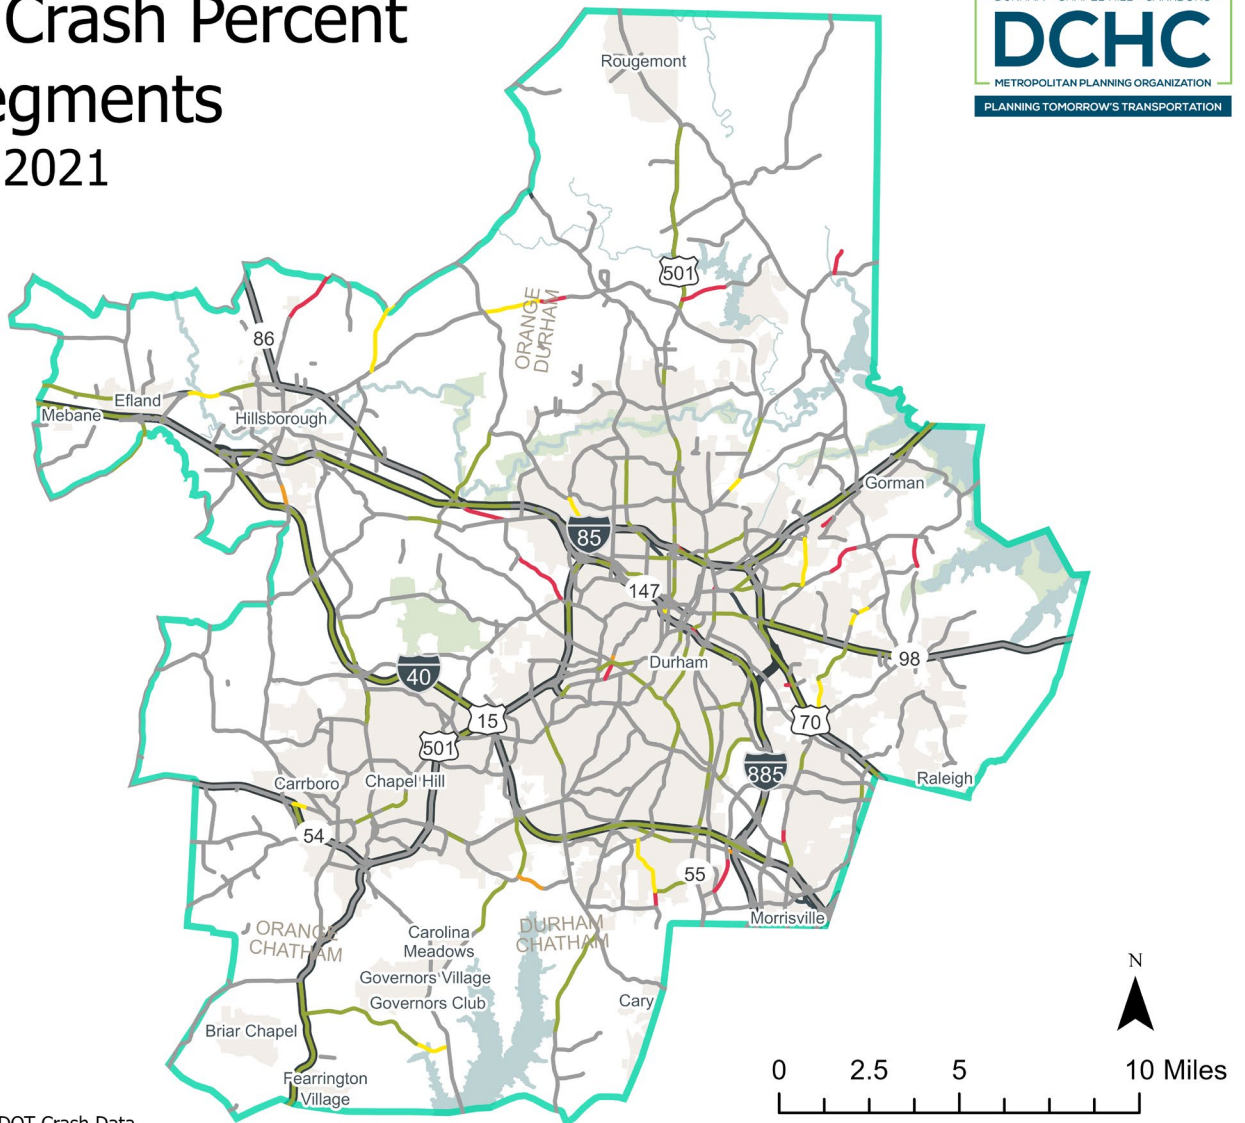 Crash Percent
egments
2021
DCHC
METROPOLITAN PLANNING ORGANIZATION
PLANNING TOMORROW'S TRANSPORTATION
Rougemont
501
ORANGE
DURHAM
86
Efland
Mebane
Hillsborough
Gorman
85
147
98
Durham
40
15
70
501
885
Raleigh
Carrboro
Chapel Hill
54
55
Morrisville
ORANGE
CHATHAM
DURHAM
CHATHAM
Carolina
Meadows
Governors Village
Governors Club
Cary
Briar Chapel
Fearrington
Village
N
0 2.5 5 10 Miles
DOT Crash Data